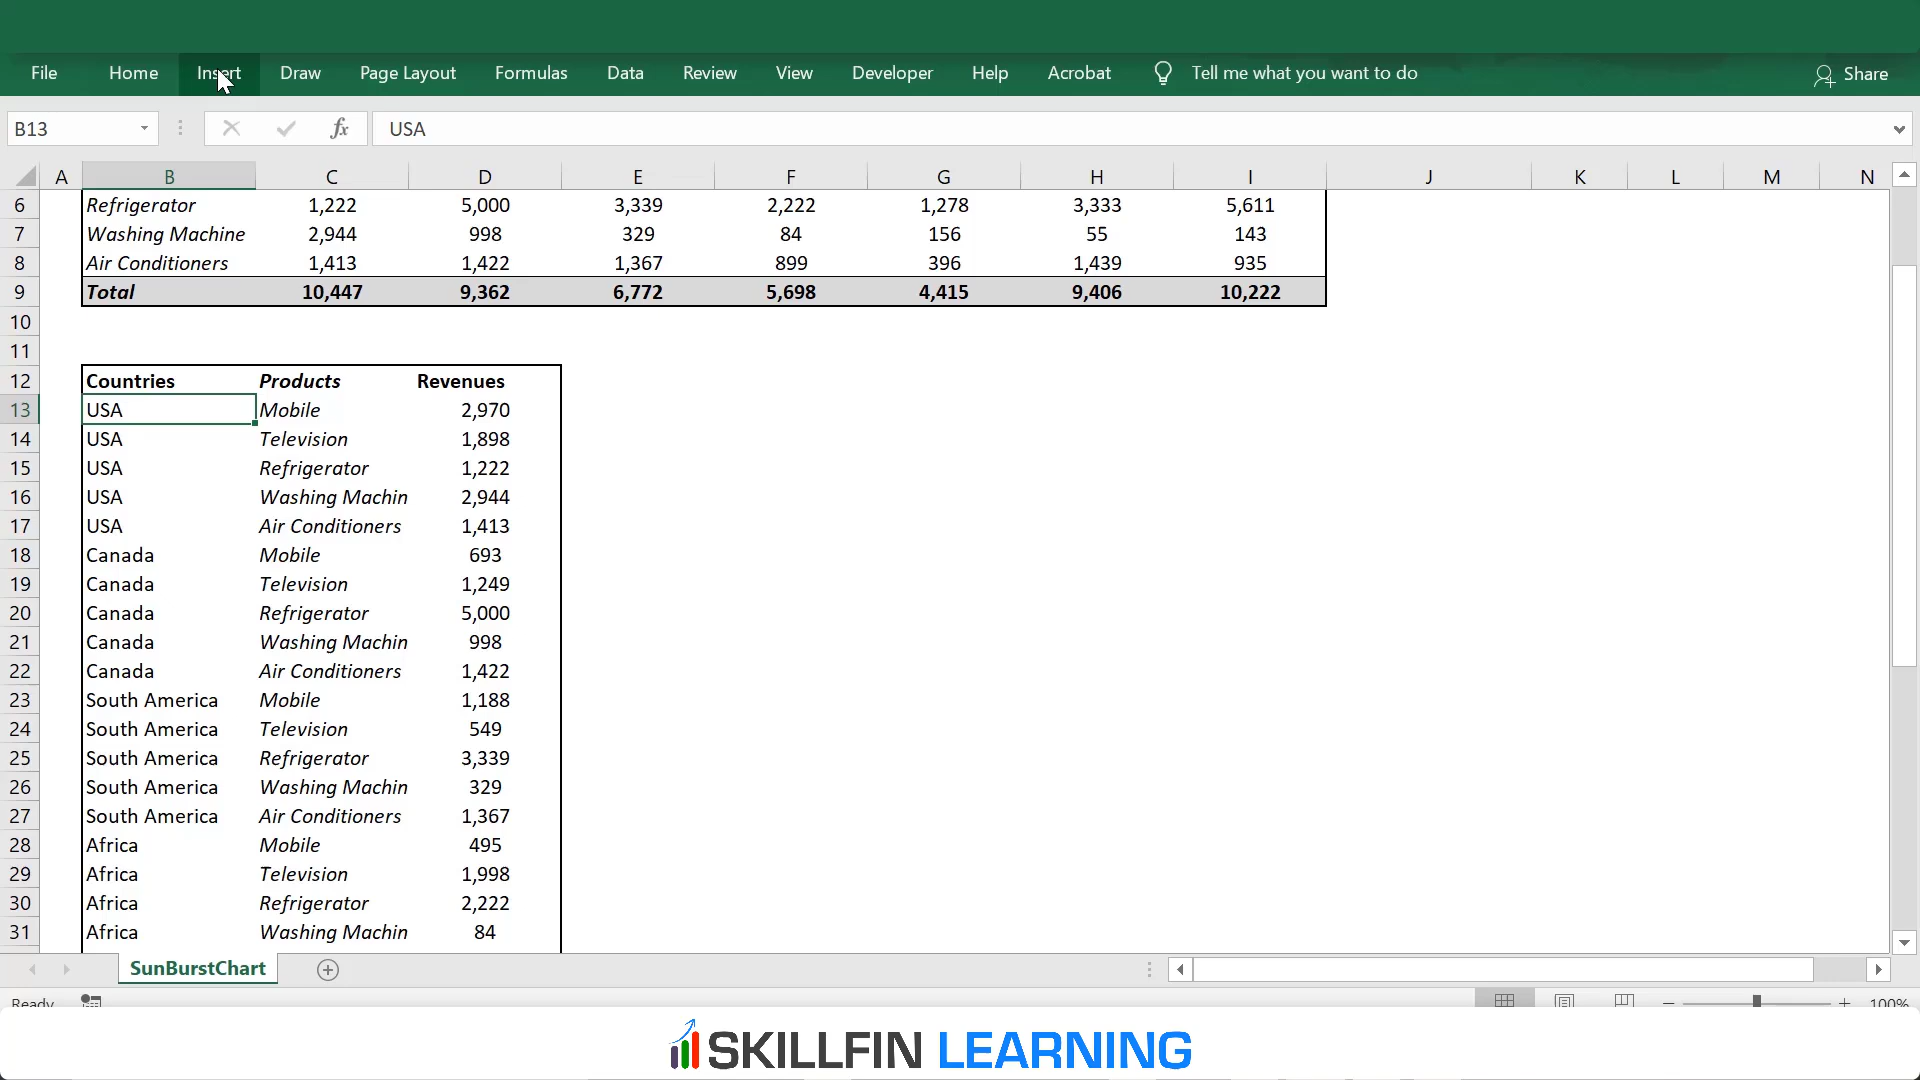 File Home Insert Draw Page Layout Formulas Data Review View Developer Help Acrobat Tell me what you want to do Share
B13 fx USA
A B C D E F G H I J K L M N
6 Refrigerator 1,222 5,000 3,339 2,222 1,278 3,333 5,611
7 Washing Machine 2,944 998 329 84 156 55 143
8 Air Conditioners 1,413 1,422 1,367 899 396 1,439 935
9 Total 10,447 9,362 6,772 5,698 4,415 9,406 10,222
10
11
12 Countries Products Revenues
13 USA Mobile 2,970
14 USA Television 1,898
15 USA Refrigerator 1,222
16 USA Washing Machin 2,944
17 USA Air Conditioners 1,413
18 Canada Mobile 693
19 Canada Television 1,249
20 Canada Refrigerator 5,000
21 Canada Washing Machin 998
22 Canada Air Conditioners 1,422
23 South America Mobile 1,188
24 South America Television 549
25 South America Refrigerator 3,339
26 South America Washing Machin 329
27 South America Air Conditioners 1,367
28 Africa Mobile 495
29 Africa Television 1,998
30 Africa Refrigerator 2,222
31 Africa Washing Machin 84
SunBurstChart
Ready 100%
SKILLFIN LEARNING